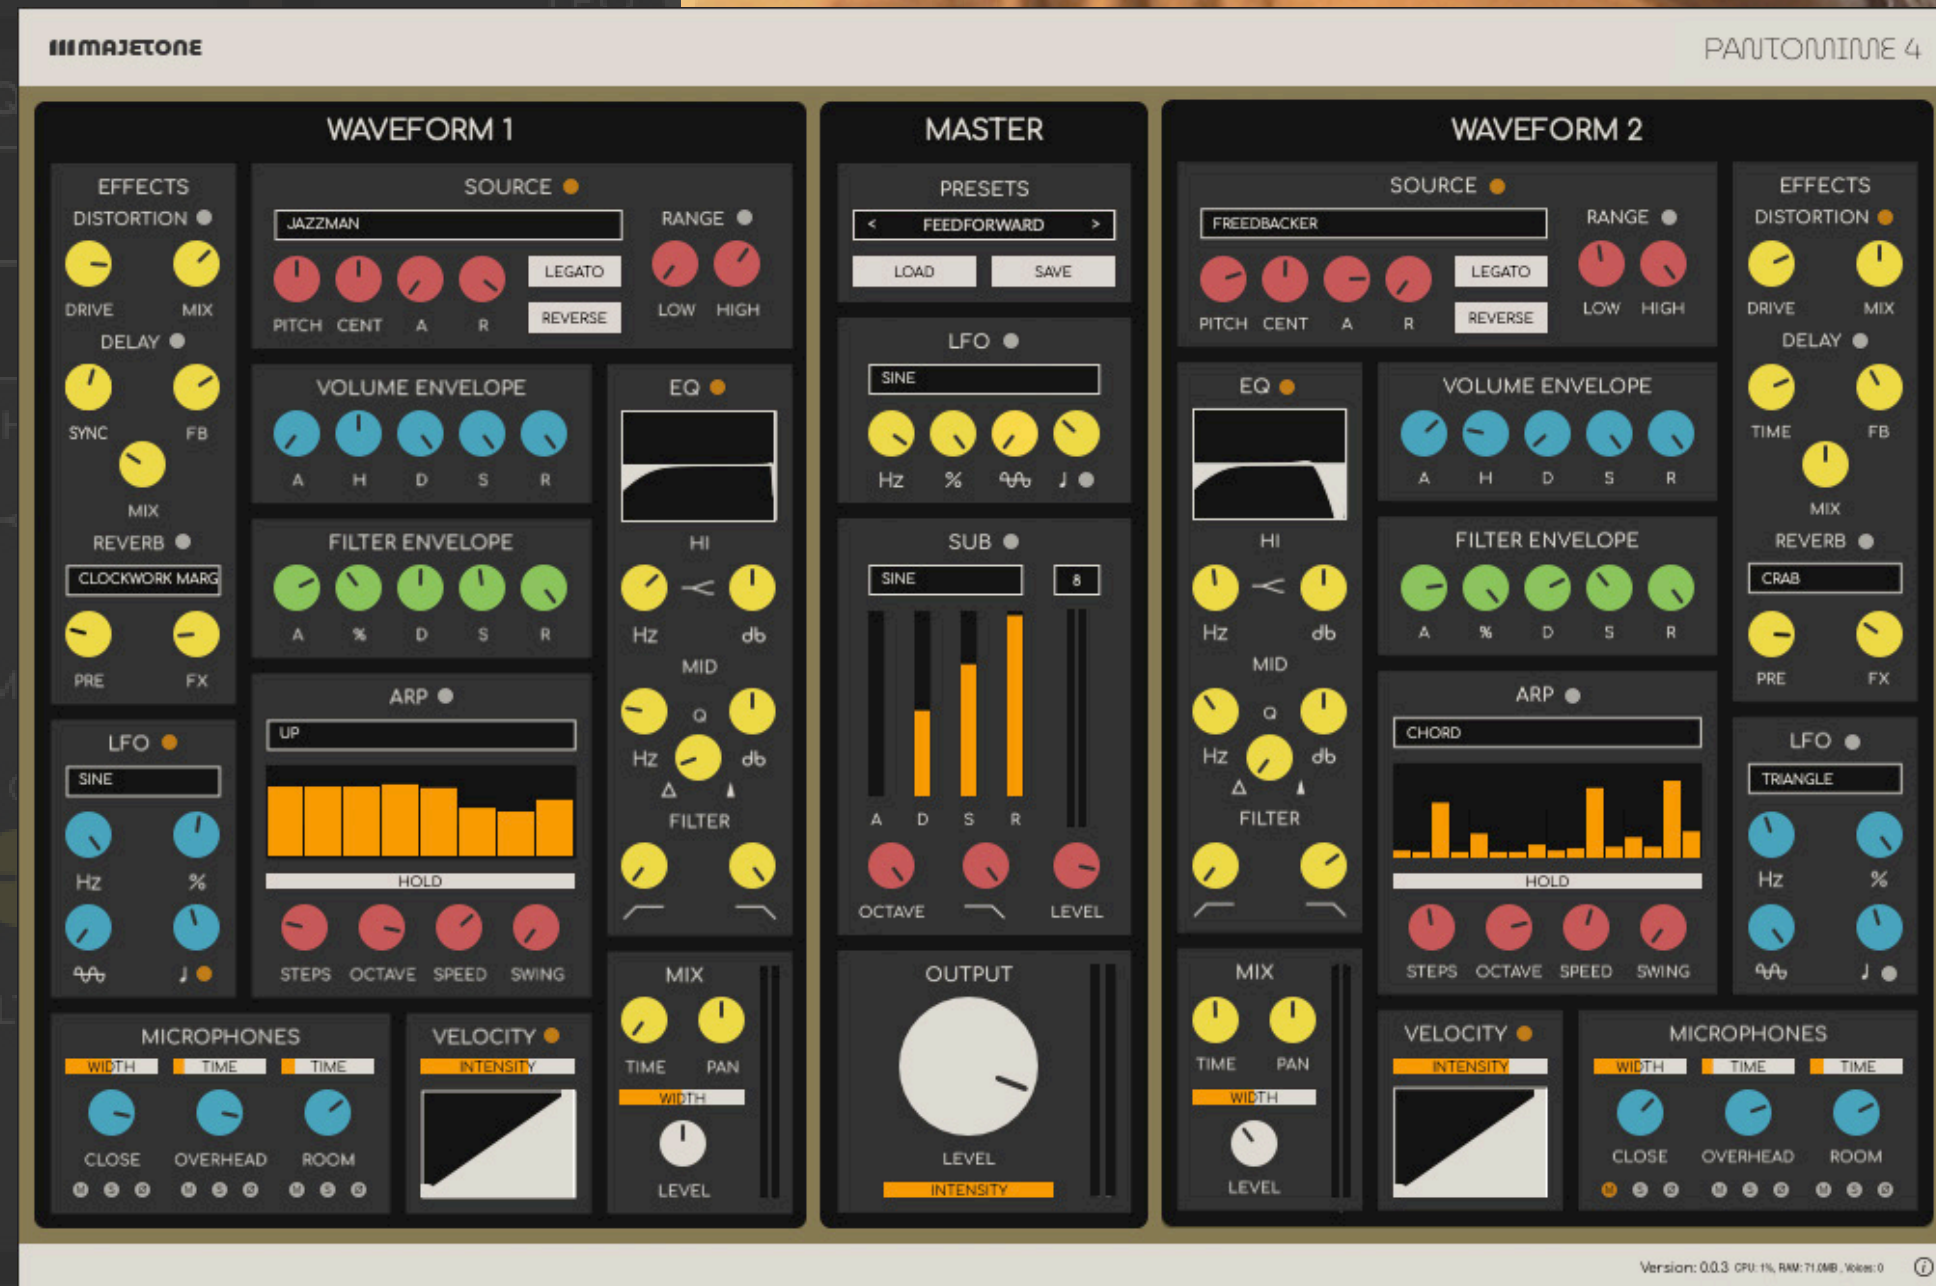 MAJETONE
PANTOMIME 4
WAVEFORM 1
EFFECTS
DISTORTION
DRIVE MIX
DELAY
SYNC FB
MIX
REVERB
CLOCKWORK MARG
PRE FX
LFO
SINE
Hz %
SOURCE
JAZZMAN
PITCH CENT A R
LEGATO
REVERSE
RANGE
LOW HIGH
VOLUME ENVELOPE
A H D S R
FILTER ENVELOPE
A % D S R
ARP
UP
HOLD
STEPS OCTAVE SPEED SWING
EQ
HI
Hz db
MID
Q
Hz db
FILTER
MICROPHONES
WIDTH TIME TIME
CLOSE OVERHEAD ROOM
M S Ø M S Ø M S Ø
VELOCITY
INTENSITY
MIX
TIME PAN
WIDTH
LEVEL
MASTER
PRESETS
< FEEDFORWARD >
LOAD SAVE
LFO
SINE
Hz %
SUB
SINE 8
A D S R
OCTAVE LEVEL
OUTPUT
LEVEL
INTENSITY
WAVEFORM 2
SOURCE
FREEDBACKER
PITCH CENT A R
LEGATO
REVERSE
RANGE
LOW HIGH
EQ
HI
Hz db
MID
Q
Hz db
FILTER
VOLUME ENVELOPE
A H D S R
FILTER ENVELOPE
A % D S R
ARP
CHORD
HOLD
STEPS OCTAVE SPEED SWING
EFFECTS
DISTORTION
DRIVE MIX
DELAY
TIME FB
MIX
REVERB
CRAB
PRE FX
LFO
TRIANGLE
Hz %
MIX
TIME PAN
WIDTH
LEVEL
VELOCITY
INTENSITY
MICROPHONES
WIDTH TIME TIME
CLOSE OVERHEAD ROOM
M S Ø M S Ø M S Ø
Version: 0.0.3 CPU: 1%, RAM: 71.0MB , Voices: 0